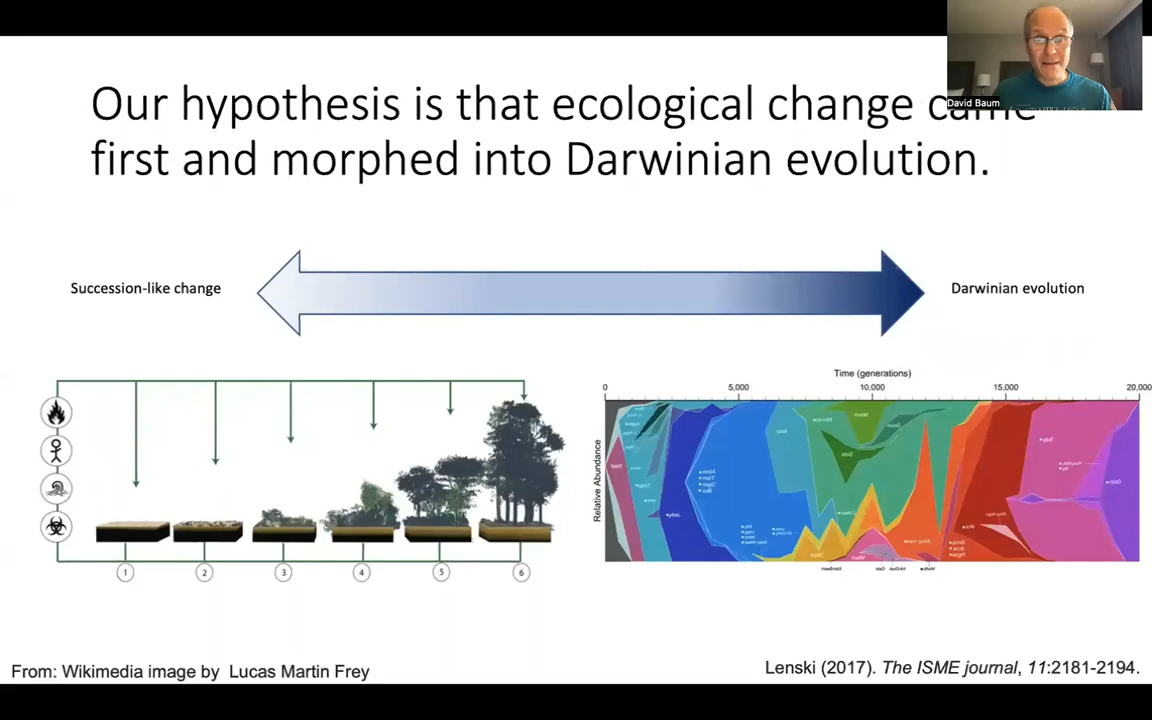 Our hypothesis is that ecological change came
first and morphed into Darwinian evolution.
David Baum
Succession-like change
Darwinian evolution
Time (generations)
0 5,000 10,000 15,000 20,000
Relative Abundance
1 2 3 4 5 6
From: Wikimedia image by Lucas Martin Frey
Lenski (2017). The ISME journal, 11:2181-2194.